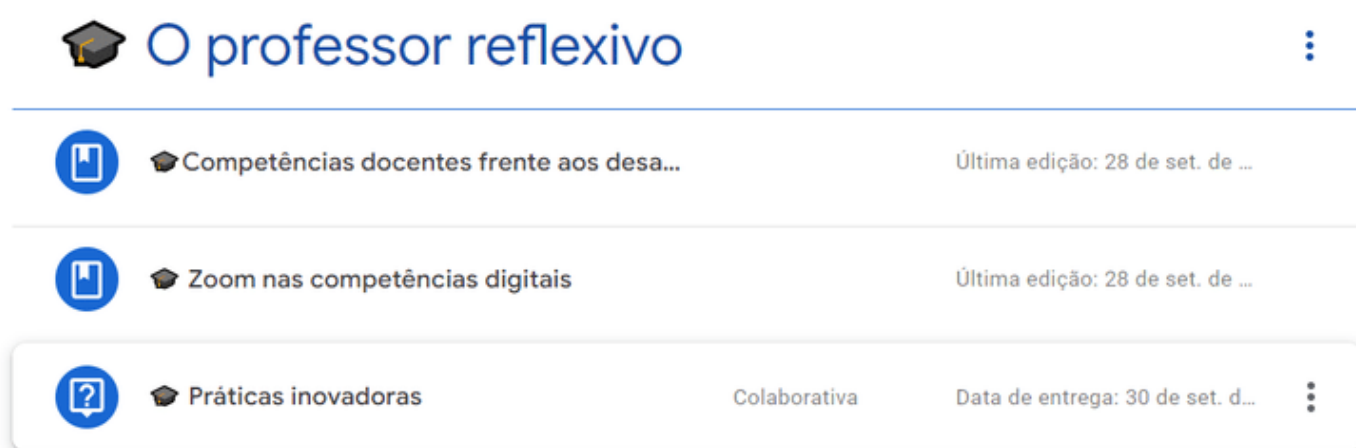 🎓 O professor reflexivo
🎓Competências docentes frente aos desa...
Última edição: 28 de set. de ...
🎓 Zoom nas competências digitais
Última edição: 28 de set. de ...
🎓 Práticas inovadoras
Colaborativa
Data de entrega: 30 de set. d...